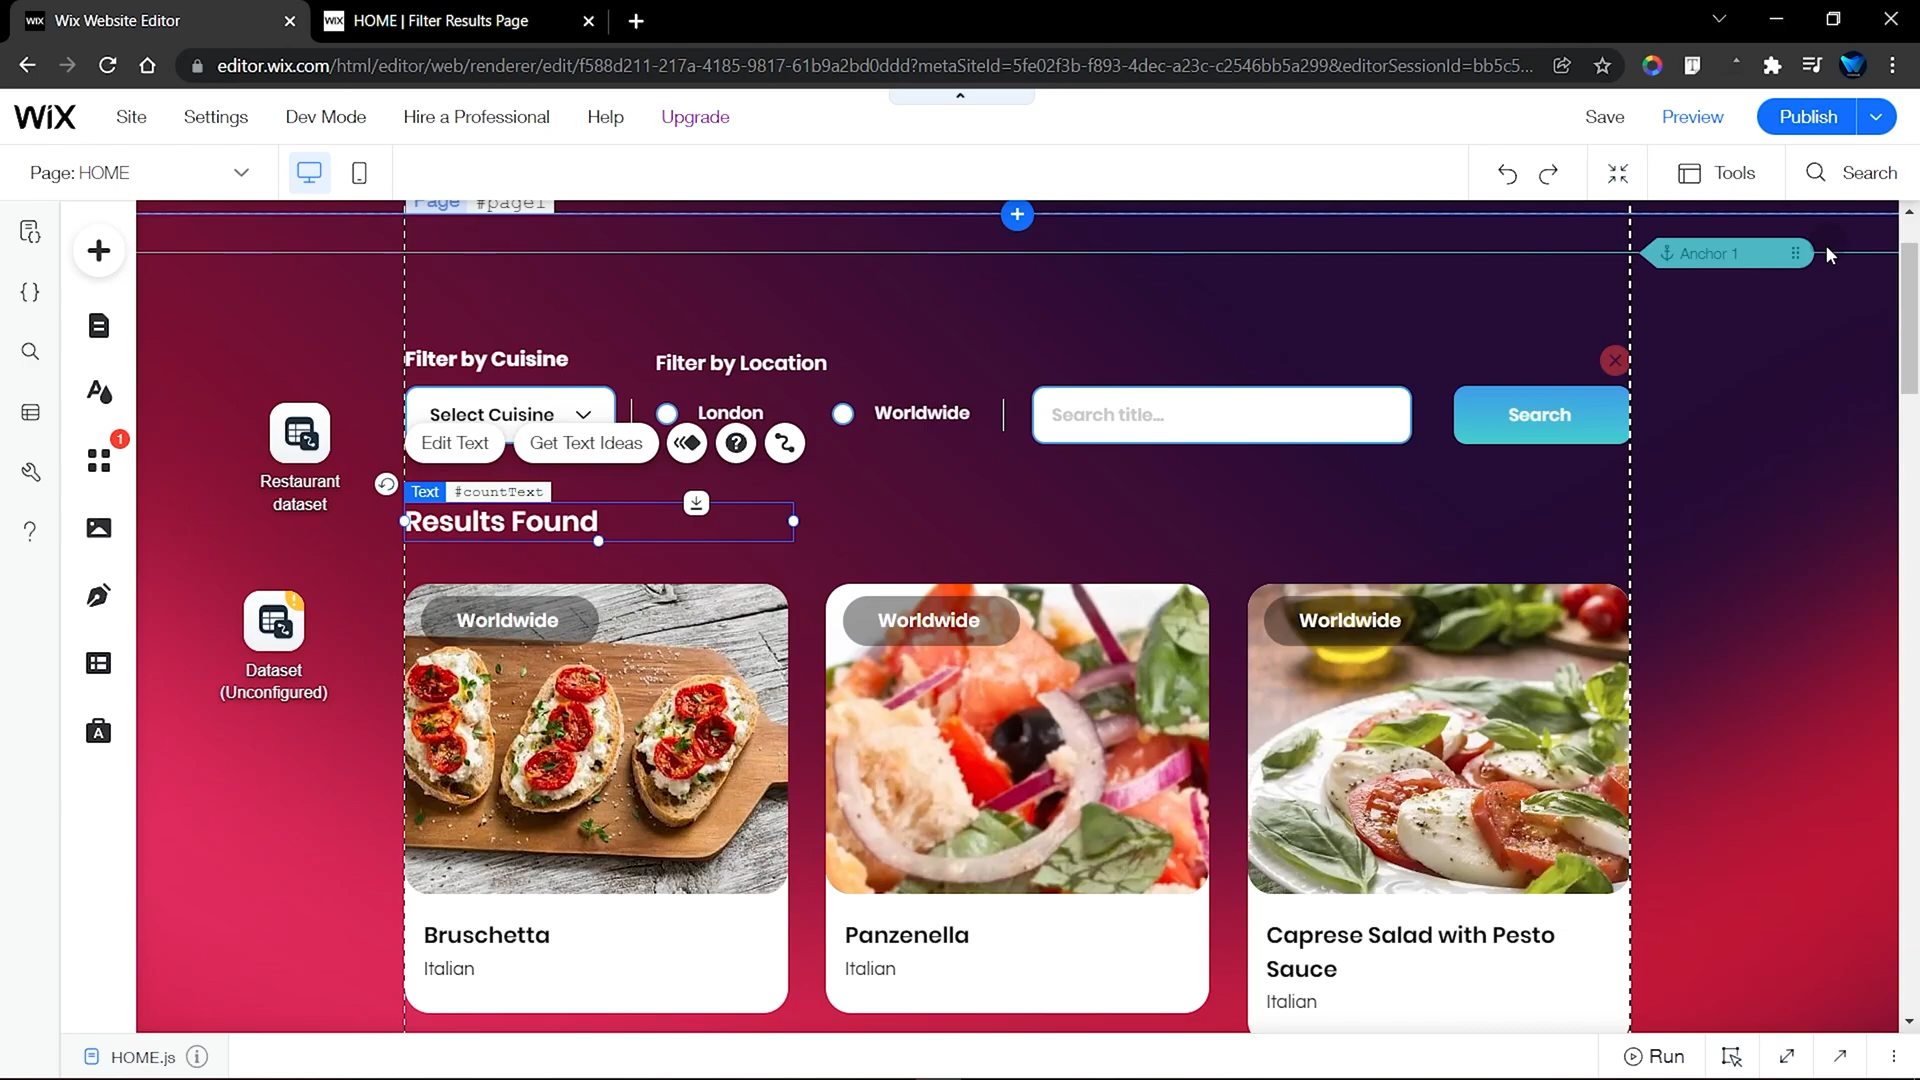 WiX Wix Website Editor
WiX HOME | Filter Results Page
editor.wix.com/html/editor/web/renderer/edit/f588d211-217a-4185-9817-61b9a2bd0ddd?metaSiteId=5fe02f3b-f893-4dec-a23c-c2546bb5a299&editorSessionId=bb5c5...
WiX Site Settings Dev Mode Hire a Professional Help Upgrade Save Preview Publish
Page: HOME Tools Search
Page #page1
Anchor 1
Filter by Cuisine Filter by Location
Select Cuisine London Worldwide Search title... Search
Edit Text Get Text Ideas
1
Restaurant
dataset
Text #countText
Results Found
Worldwide Worldwide Worldwide
Dataset
(Unconfigured)
A
Bruschetta
Italian
Panzenella
Italian
Caprese Salad with Pesto
Sauce
Italian
HOME.js Run